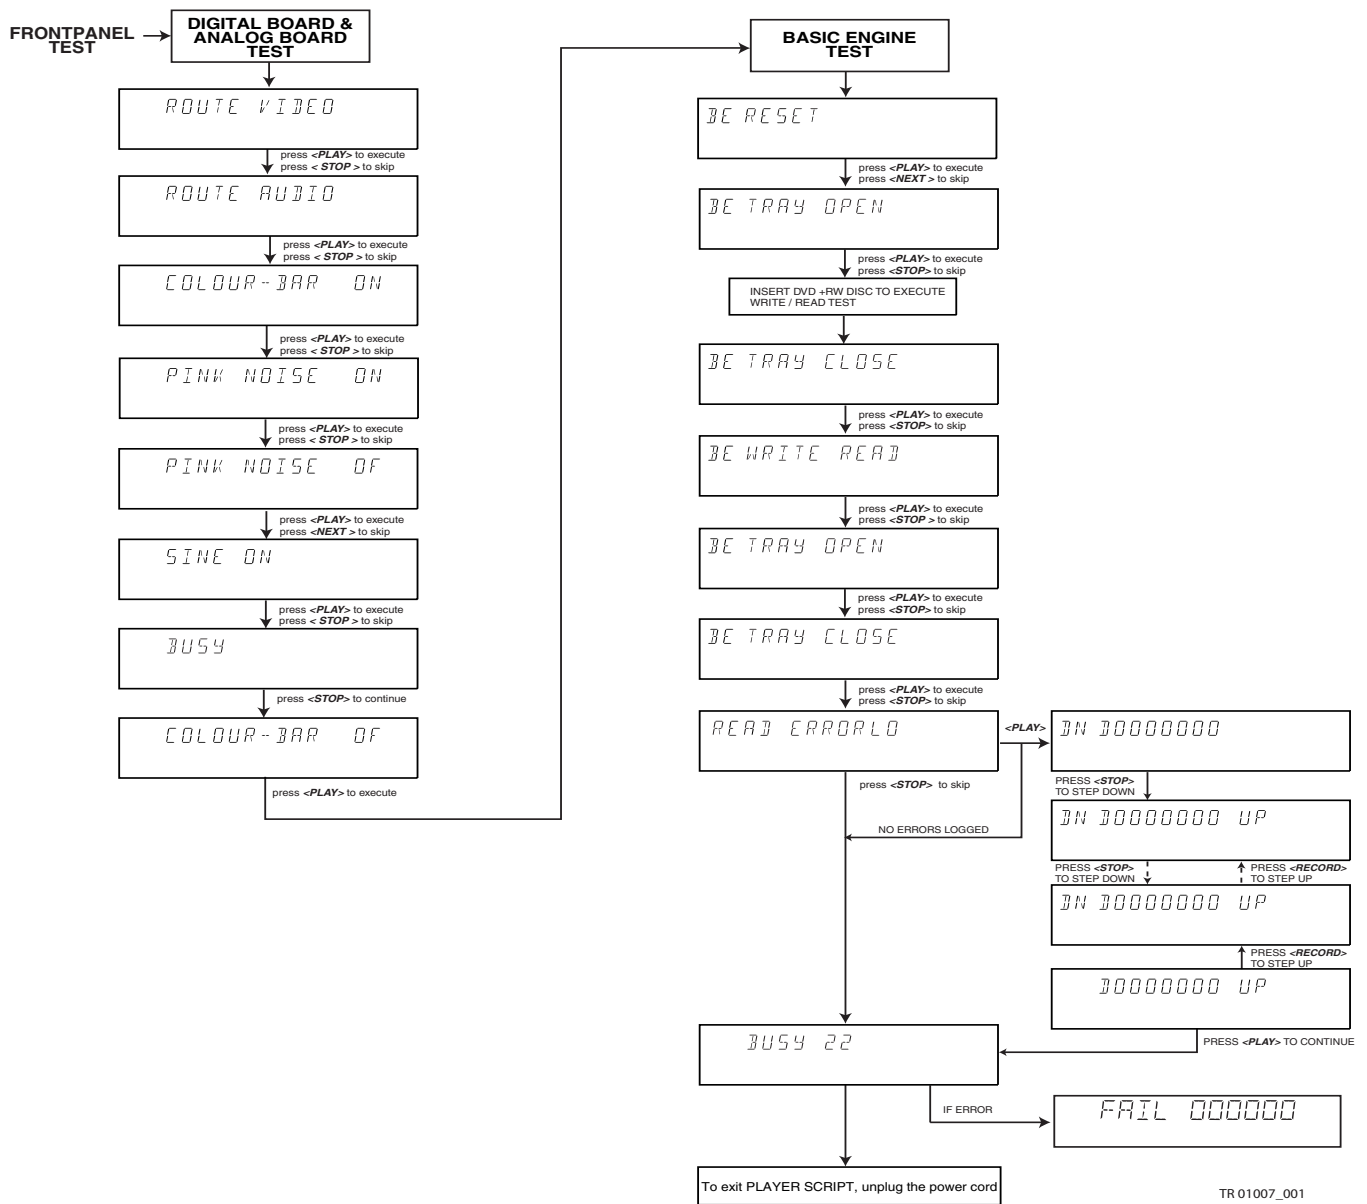 FRONTPANEL
TEST
DIGITAL BOARD &
ANALOG BOARD
TEST
ROUTE VIDEO
press <PLAY> to execute
press < STOP > to skip
ROUTE AUDIO
press <PLAY> to execute
press < STOP > to skip
COLOUR-BAR ON
press <PLAY> to execute
press < STOP > to skip
PINK NOISE ON
press <PLAY> to execute
press < STOP > to skip
PINK NOISE OF
press <PLAY> to execute
press <NEXT > to skip
SINE ON
press <PLAY> to execute
press < STOP > to skip
BUSY
press <STOP> to continue
COLOUR-BAR OF
press <PLAY> to execute
BASIC ENGINE
TEST
BE RESET
press <PLAY> to execute
press <NEXT > to skip
BE TRAY OPEN
press <PLAY> to execute
press <STOP> to skip
INSERT DVD +RW DISC TO EXECUTE
WRITE / READ TEST
BE TRAY CLOSE
press <PLAY> to execute
press <STOP> to skip
BE WRITE READ
press <PLAY> to execute
press <STOP > to skip
BE TRAY OPEN
press <PLAY> to execute
press <STOP> to skip
BE TRAY CLOSE
press <PLAY> to execute
press <STOP> to skip
READ ERRORLO
<PLAY>
press <STOP> to skip
NO ERRORS LOGGED
DN D0000000
PRESS <STOP>
TO STEP DOWN
DN D0000000 UP
PRESS <STOP>
TO STEP DOWN
PRESS <RECORD>
TO STEP UP
DN D0000000 UP
PRESS <RECORD>
TO STEP UP
D0000000 UP
PRESS <PLAY> TO CONTINUE
BUSY 22
IF ERROR
FAIL 000000
To exit PLAYER SCRIPT, unplug the power cord
TR 01007_001